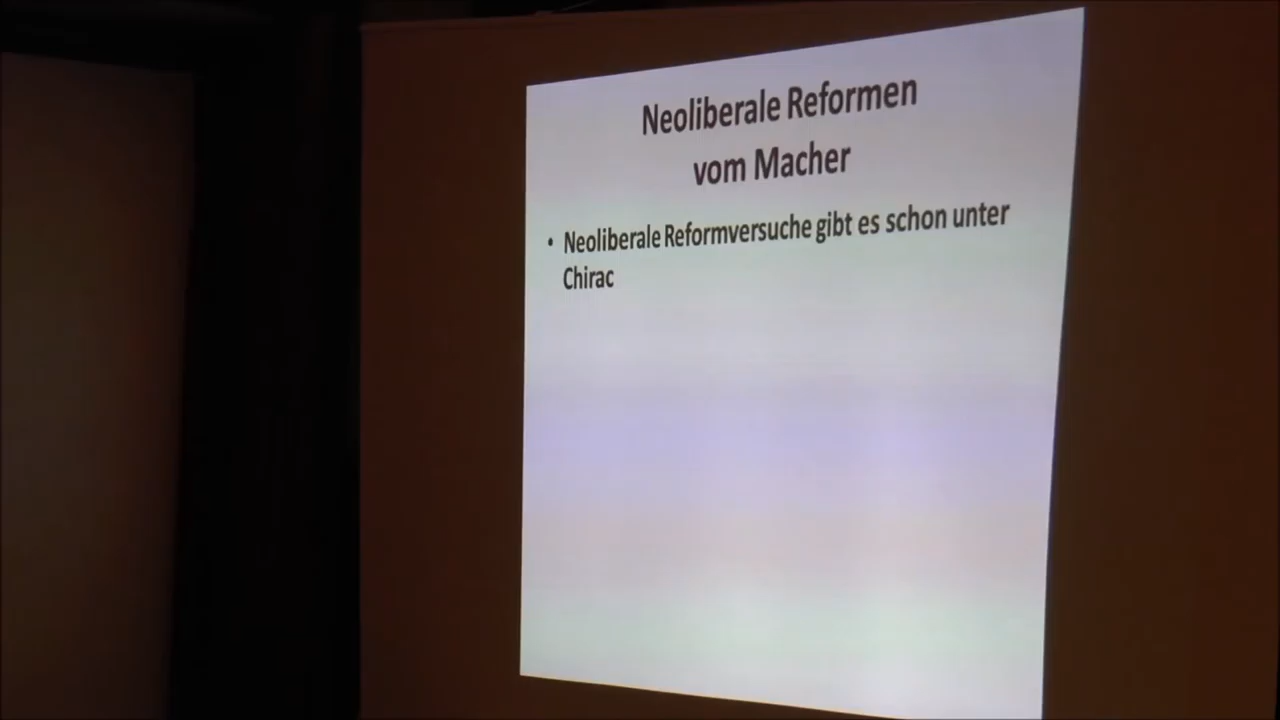 Neoliberale Reformen
vom Macher
• Neoliberale Reformversuche gibt es schon unter
Chirac